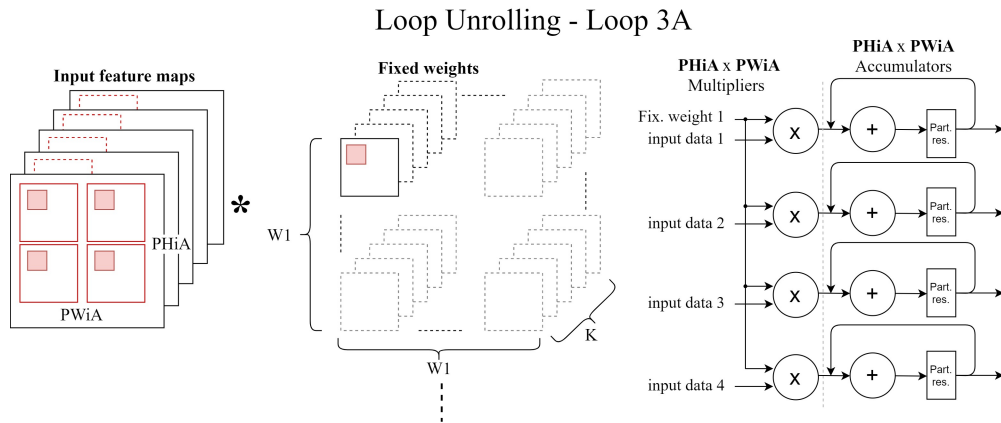 Loop Unrolling - Loop 3A
Input feature maps
PHiA
PWiA
*
Fixed weights
W1
W1
K
PHiA x PWiA
Multipliers
PHiA x PWiA
Accumulators
Fix. weight 1
input data 1
x
+
Part.
res.
input data 2
x
+
Part.
res.
input data 3
x
+
Part.
res.
input data 4
x
+
Part.
res.